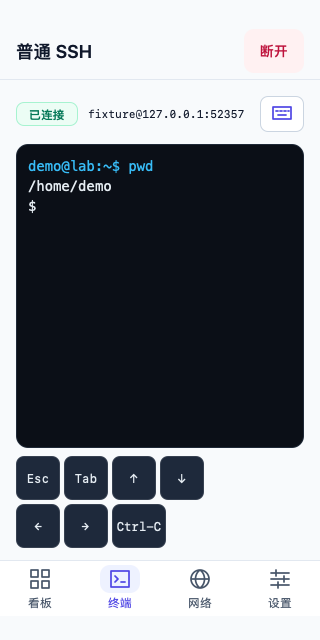 普通 SSH
断开
已连接
fixture@127.0.0.1:52357
demo@lab:~$ pwd
/home/demo
$
Esc Tab ↑ ↓
← → Ctrl-C
看板 终端 网络 设置